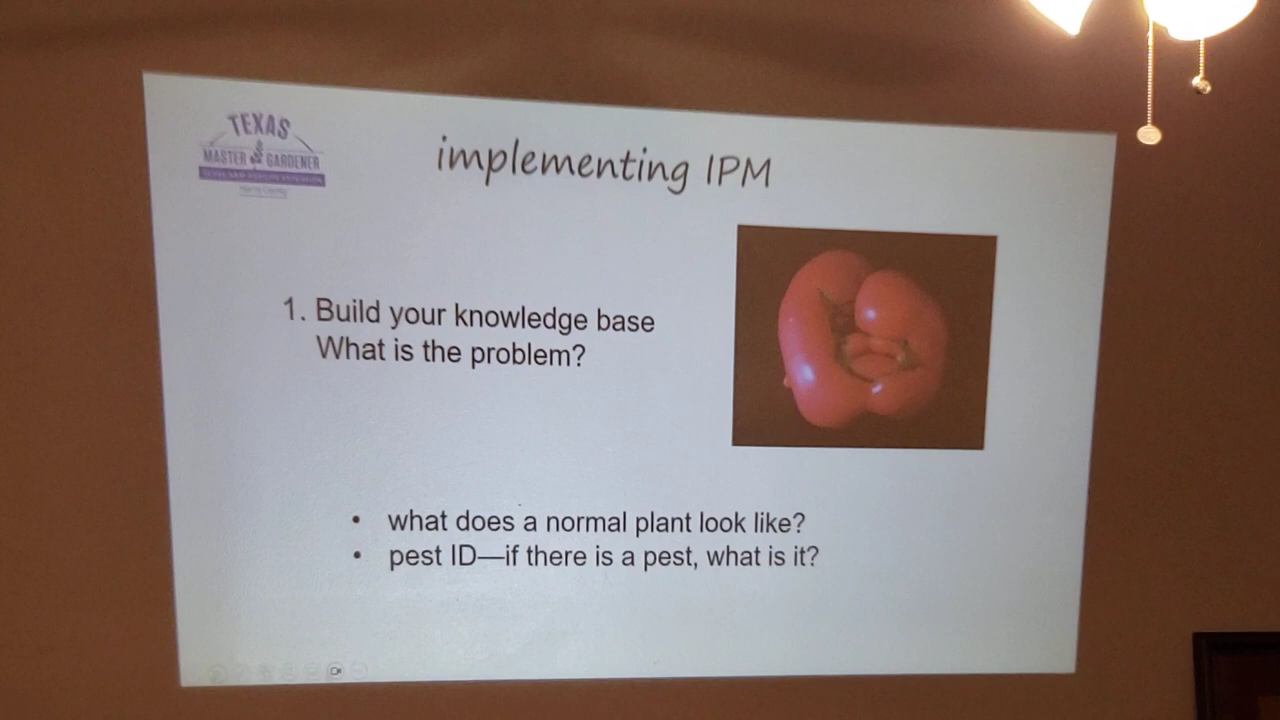 TEXAS
MASTER GARDENER
implementing IPM
1. Build your knowledge base
What is the problem?
• what does a normal plant look like?
• pest ID—if there is a pest, what is it?